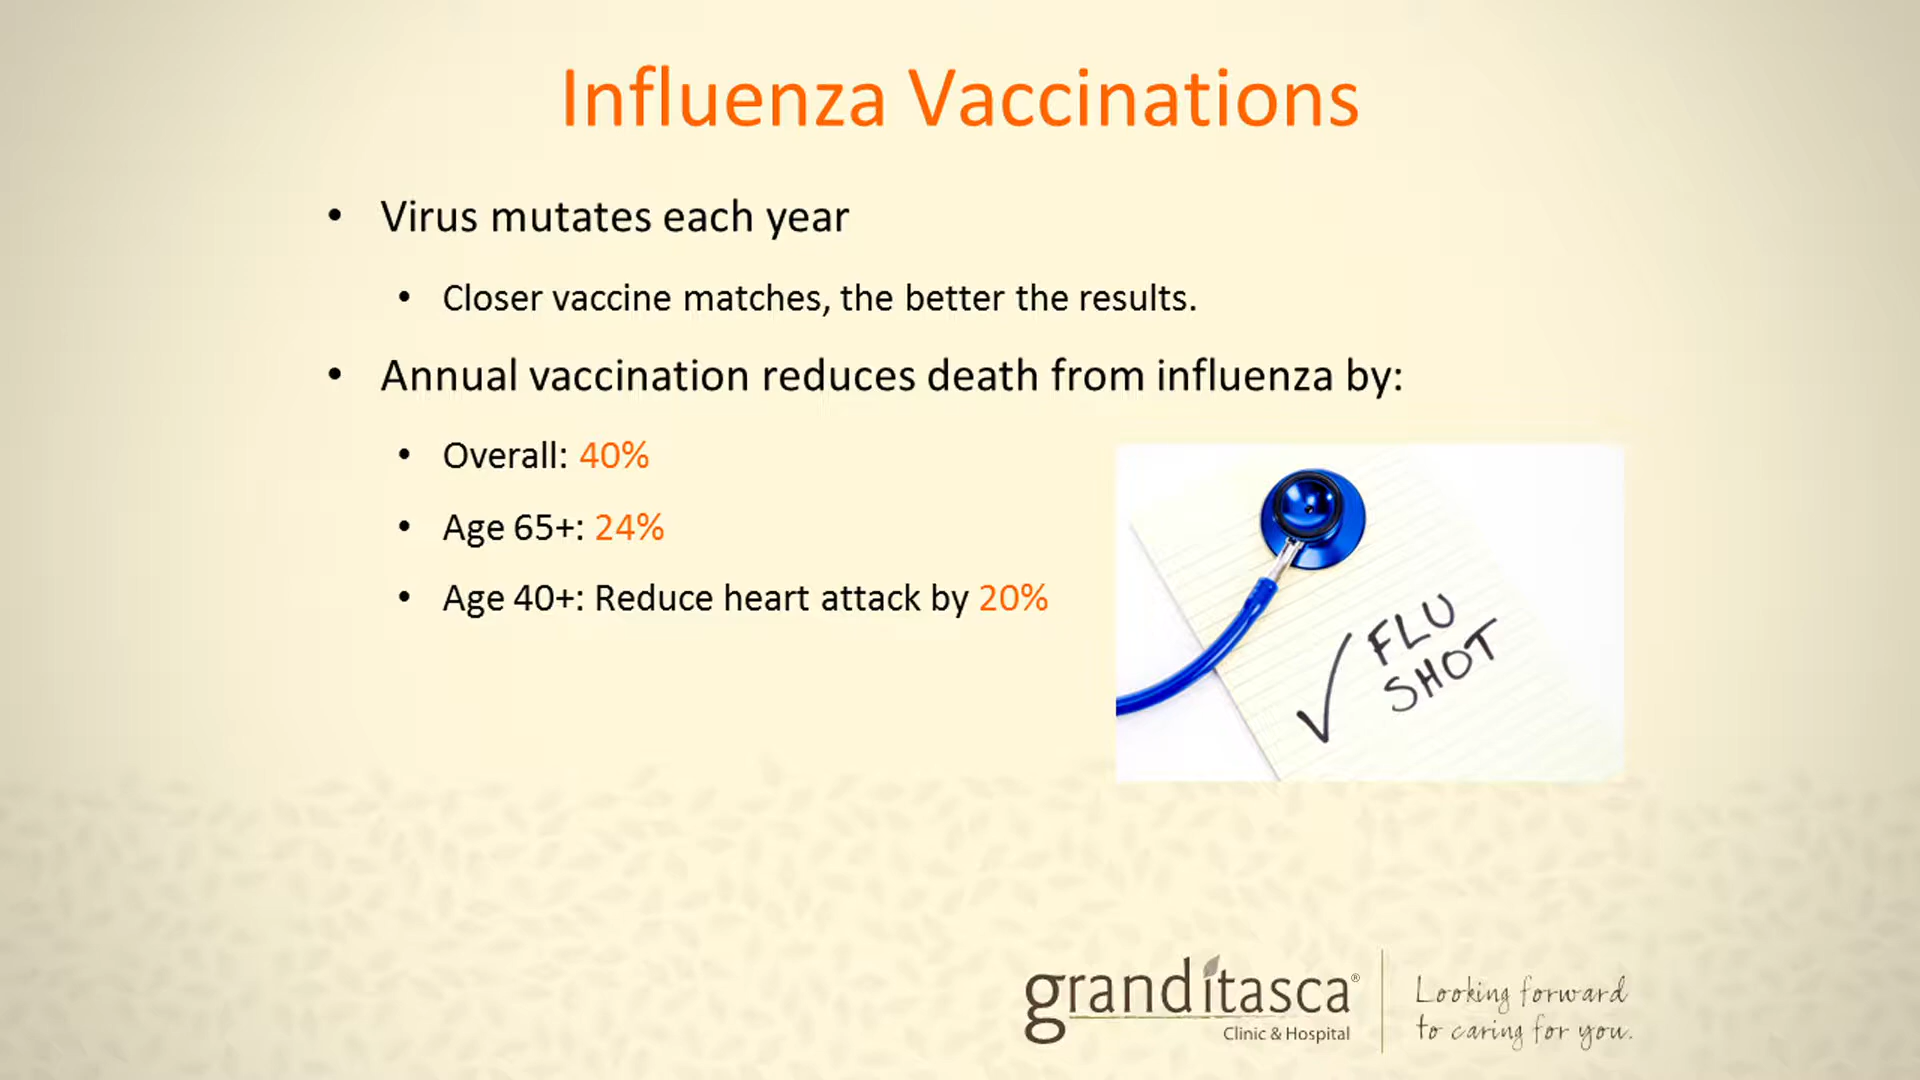 Influenza Vaccinations
• Virus mutates each year
• Closer vaccine matches, the better the results.
• Annual vaccination reduces death from influenza by:
• Overall: 40%
• Age 65+: 24%
• Age 40+: Reduce heart attack by 20%
✓ FLU
SHOT
grand itasca®
Clinic & Hospital
Looking forward
to caring for you.